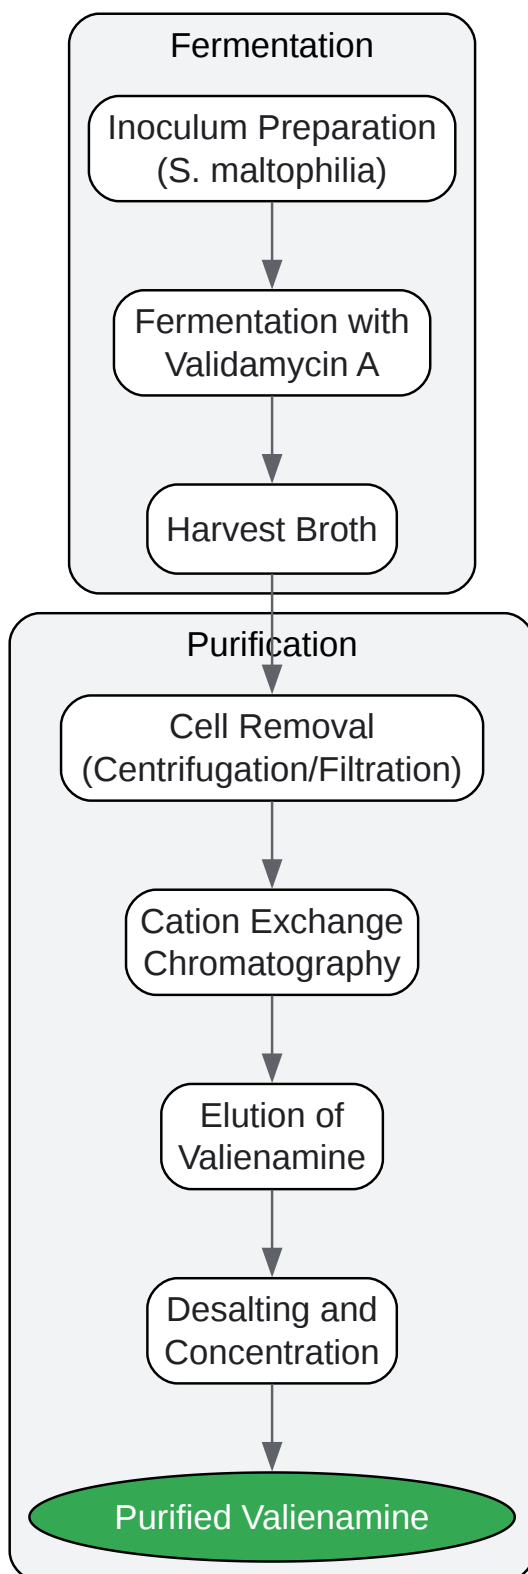 Fermentation
Inoculum Preparation
(S. maltophilia)
Fermentation with
Validamycin A
Harvest Broth
Purification
Cell Removal
(Centrifugation/Filtration)
Cation Exchange
Chromatography
Elution of
Valienamine
Desalting and
Concentration
Purified Valienamine